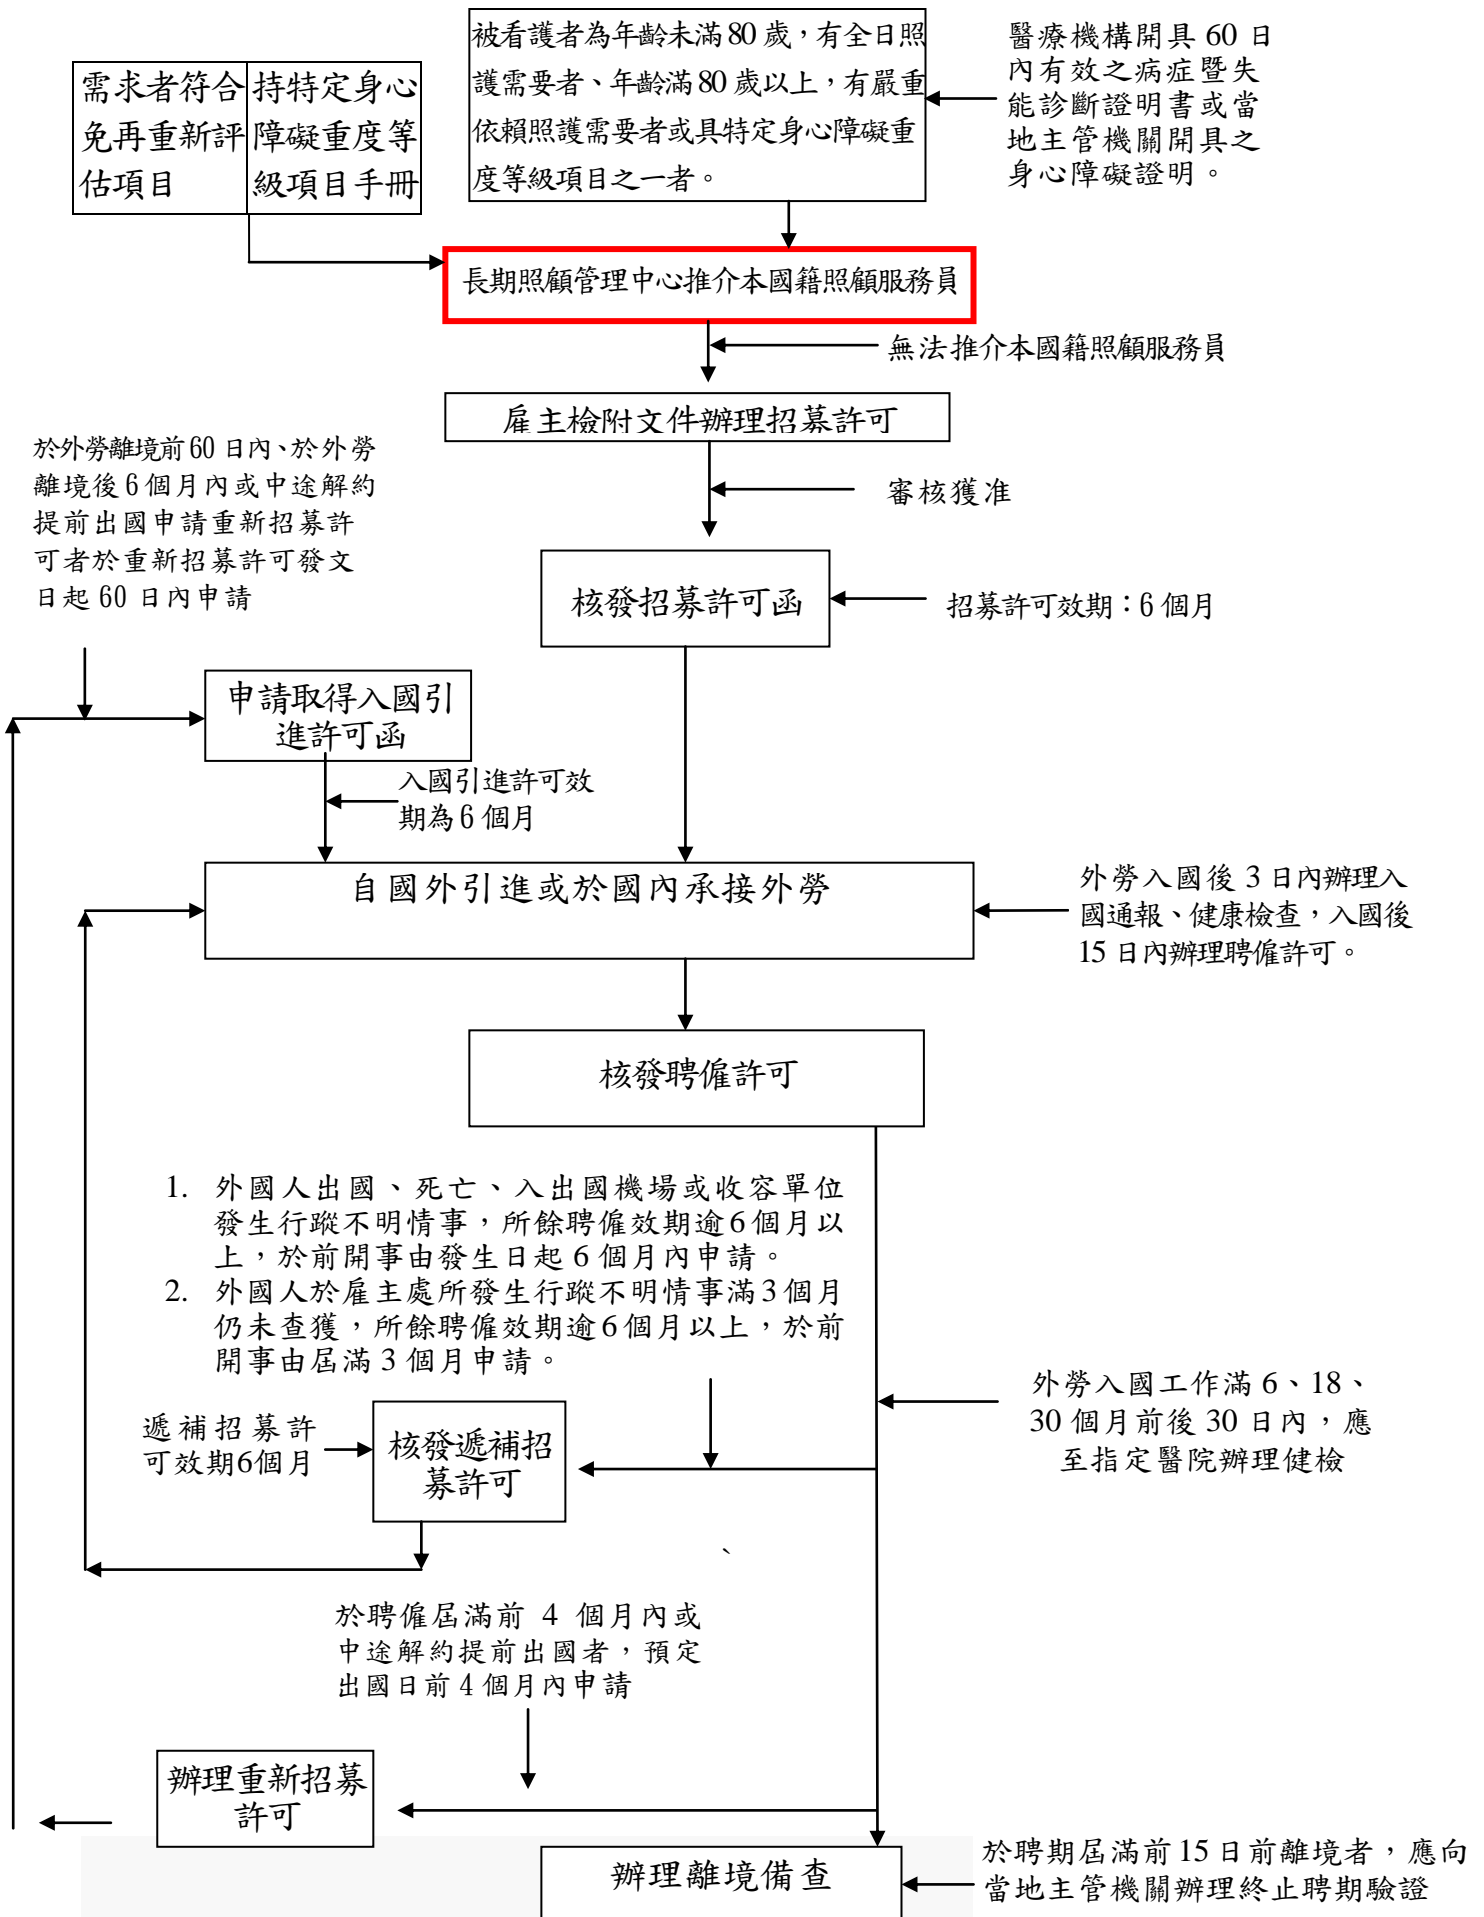 需求者符合
免再重新評
估項目
持特定身心
障礙重度等
級項目手冊
被看護者為年齡未滿80歲，有全日照
護需要者、年齡滿80歲以上，有嚴重
依賴照護需要者或具特定身心障礙重
度等級項目之一者。
醫療機構開具 60 日
內有效之病症暨失
能診斷證明書或當
地主管機關開具之
身心障礙證明。
長期照顧管理中心推介本國籍照顧服務員
無法推介本國籍照顧服務員
雇主檢附文件辦理招募許可
審核獲准
於外勞離境前60日內、於外勞
離境後6個月內或中途解約
提前出國申請重新招募許
可者於重新招募許可發文
日起 60 日內申請
核發招募許可函
招募許可效期：6 個月
申請取得入國引
進許可函
入國引進許可效
期為6個月
自國外引進或於國內承接外勞
外勞入國後 3 日內辦理入
國通報、健康檢查，入國後
15 日內辦理聘僱許可。
核發聘僱許可
1. 外國人出國、死亡、入出國機場或收容單位
發生行蹤不明情事，所餘聘僱效期逾6個月以
上，於前開事由發生日起 6 個月內申請。
2. 外國人於雇主處所發生行蹤不明情事滿3個月
仍未查獲，所餘聘僱效期逾6個月以上，於前
開事由屆滿 3 個月申請。
外勞入國工作滿 6、18、
30 個月前後 30 日內，應
至指定醫院辦理健檢
遞補招募許
可效期6個月
核發遞補招
募許可
、
於聘僱屆滿前 4 個月內或
中途解約提前出國者，預定
出國日前4個月內申請
辦理重新招募
許可
辦理離境備查
於聘期屆滿前15日前離境者，應向
當地主管機關辦理終止聘期驗證